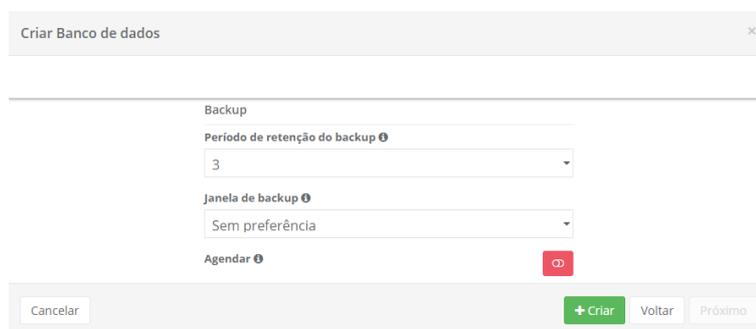 Criar Banco de dados ×
Backup
Período de retenção do backup
3
Janela de backup
Sem preferência
Agendar
Cancelar
+ Criar Voltar Próximo